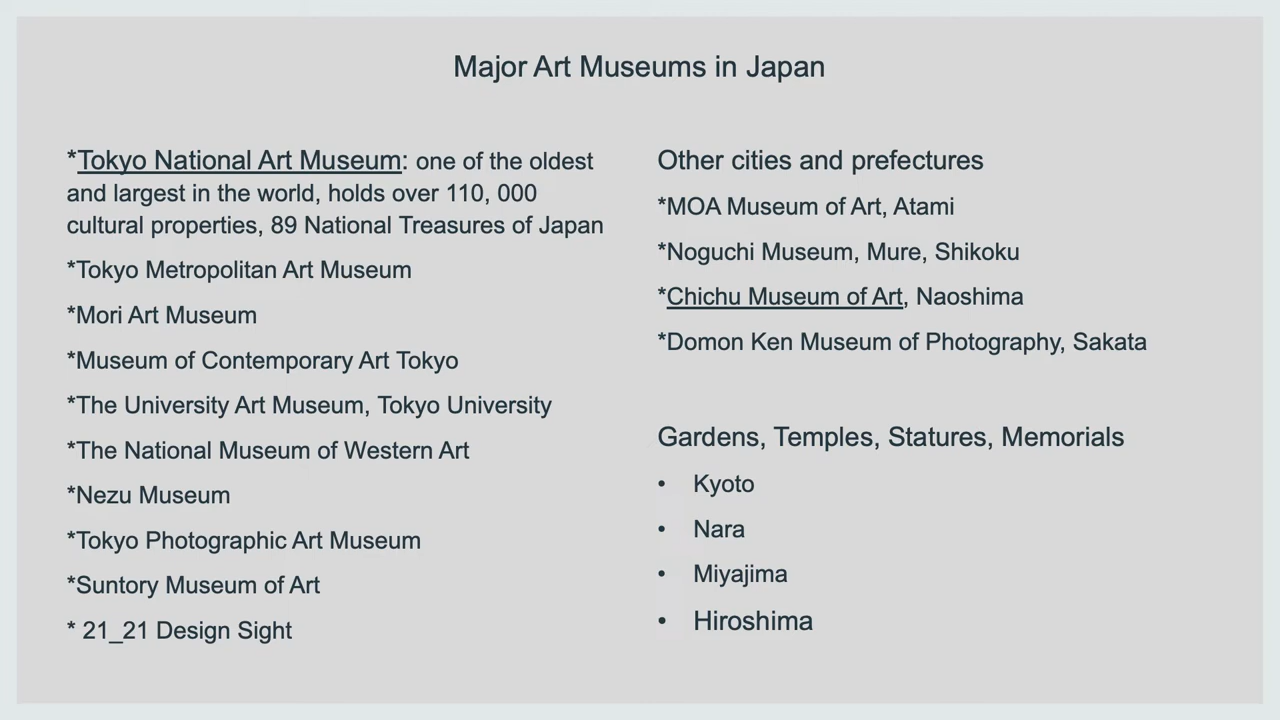 Major Art Museums in Japan
*Tokyo National Art Museum: one of the oldest
and largest in the world, holds over 110, 000
cultural properties, 89 National Treasures of Japan
*Tokyo Metropolitan Art Museum
*Mori Art Museum
*Museum of Contemporary Art Tokyo
*The University Art Museum, Tokyo University
*The National Museum of Western Art
*Nezu Museum
*Tokyo Photographic Art Museum
*Suntory Museum of Art
* 21_21 Design Sight
Other cities and prefectures
*MOA Museum of Art, Atami
*Noguchi Museum, Mure, Shikoku
*Chichu Museum of Art, Naoshima
*Domon Ken Museum of Photography, Sakata
Gardens, Temples, Statures, Memorials
• Kyoto
• Nara
• Miyajima
• Hiroshima